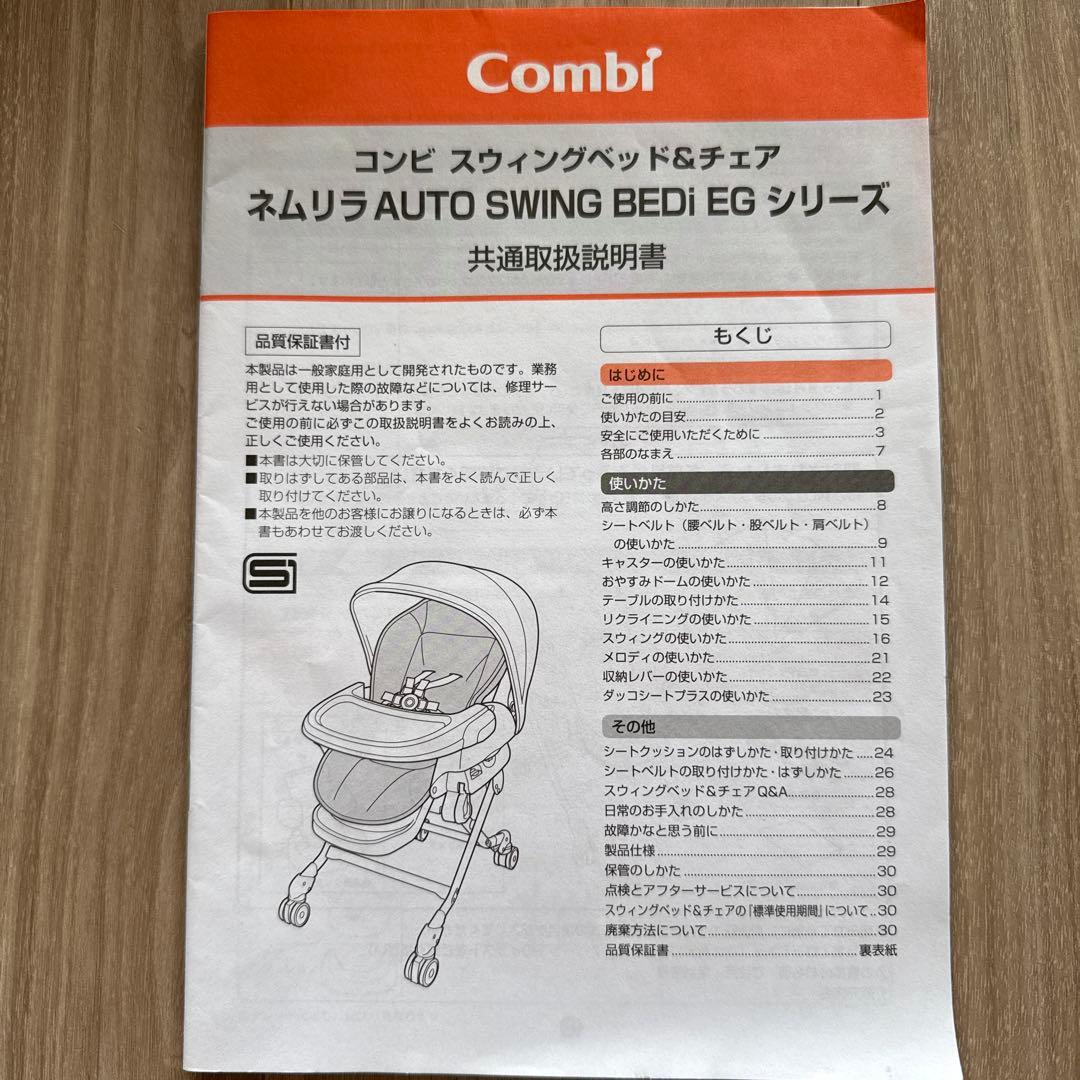 Combi
コンビ スウィングベッド&チェア
ネムリラ AUTO SWING BEDi EG シリーズ
共通取扱説明書
品質保証書付
本製品は一般家庭用として開発されたものです。業務
用として使用した際の故障などについては、修理サー
ビスが行えない場合があります。
ご使用の前に必ずこの取扱説明書をよくお読みの上、
正しくご使用ください。
■本書は大切に保管してください。
■取りはずしてある部品は、本書をよく読んで正しく
取り付けてください。
■本製品を他のお客様にお譲りになるときは、必ず本
書もあわせてお渡しください。
もくじ
はじめに
ご使用の前に......1
使いかたの目安......2
安全にご使用いただくために......3
各部のなまえ......7
使いかた
高さ調節のしかた......8
シートベルト（腰ベルト・股ベルト・肩ベルト）
の使いかた......9
キャスターの使いかた......11
おやすみドームの使いかた......12
テーブルの取り付けかた......14
リクライニングの使いかた......15
スウィングの使いかた......16
メロディの使いかた......21
収納レバーの使いかた......22
ダッコシートプラスの使いかた......23
その他
シートクッションのはずしかた・取り付けかた.....24
シートベルトの取り付けかた・はずしかた.........26
スウィングベッド&チェアQ&A......28
日常のお手入れのしかた......28
故障かなと思う前に......29
製品仕様......29
保管のしかた......30
点検とアフターサービスについて......30
スウィングベッド&チェアの「標準使用期間」について..30
廃棄方法について......30
品質保証書......裏表紙